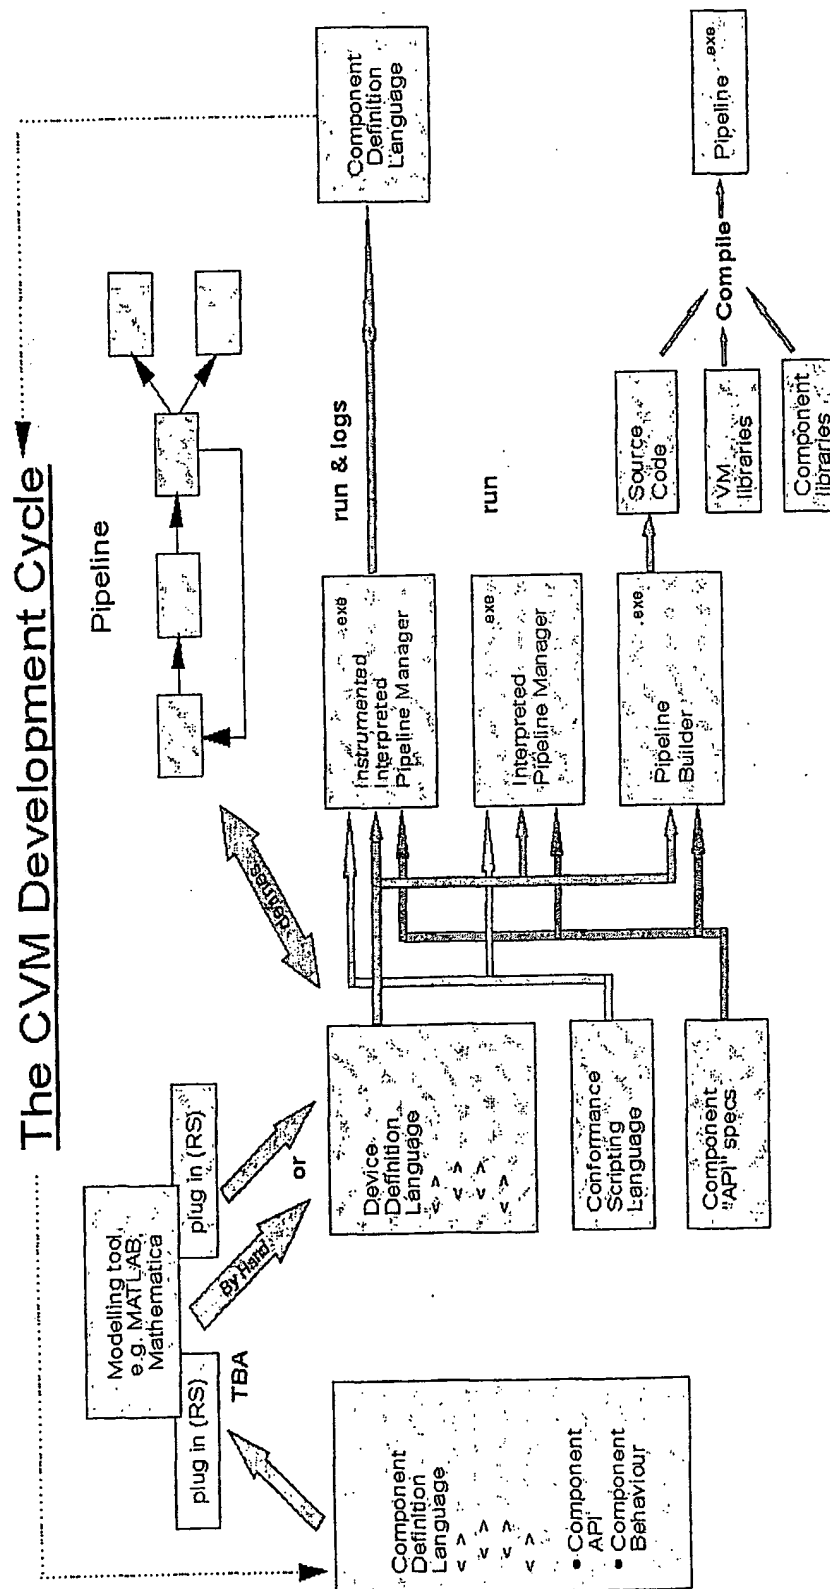 The CVM Development Cycle
Modelling tool,
e.g. MATLAB,
Mathematica
plug in (RS)
plug in (RS)
TBA
By Hand
or
defines
Pipeline
Component
Definition
Language
< >
< >
< >
< >
• Component
API
• Component
Behaviour
Device
Definition
Language
< >
< >
< >
< >
Conformance
Scripting
Language
Component
"API" specs
Instrumented
Interpreted
Pipeline Manager
.exe
Interpreted
Pipeline Manager
.exe
Pipeline
Builder
.exe
run & logs
run
Component
Definition
Language
Source
Code
VM
libraries
Component
libraries
Compile
Pipeline
.exe